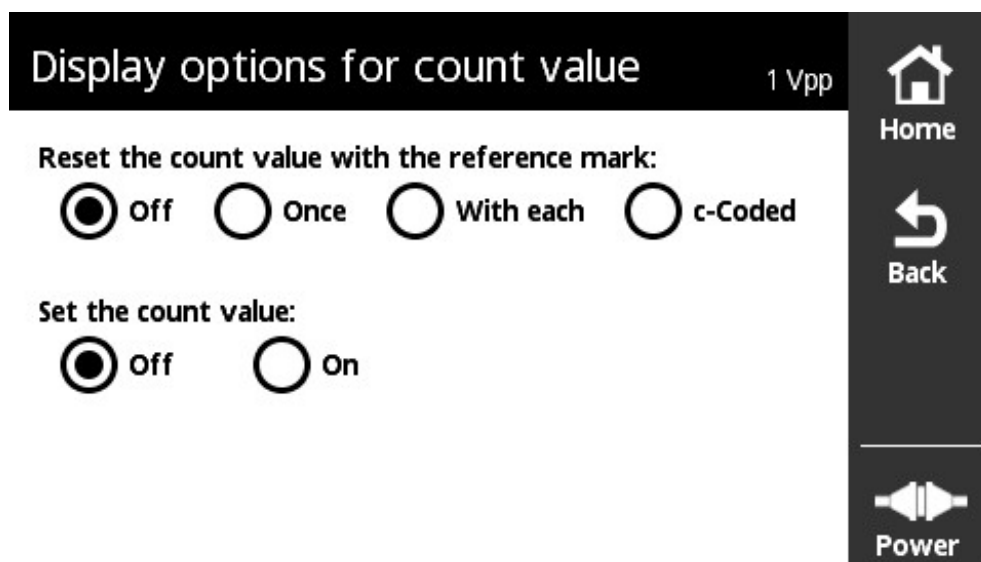 Display options for count value 1 Vpp
Home
Reset the count value with the reference mark:
Off Once With each c-Coded
Back
Set the count value:
Off On
Power